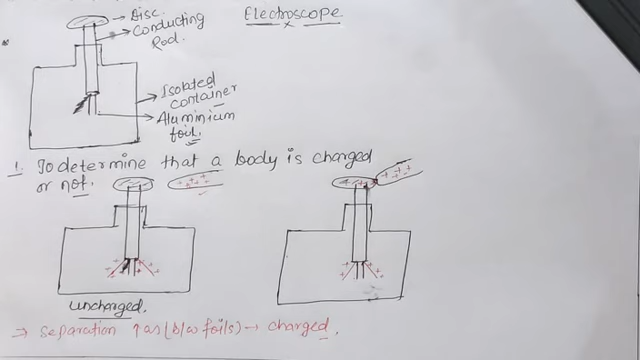 Electroscope
Disc.
Conducting
Rod.
Isolated
container
Aluminium
foil.
1. To determine that a body is charged
or not.
uncharged.
⇒ separation ↑as (b/w foils) → charged.